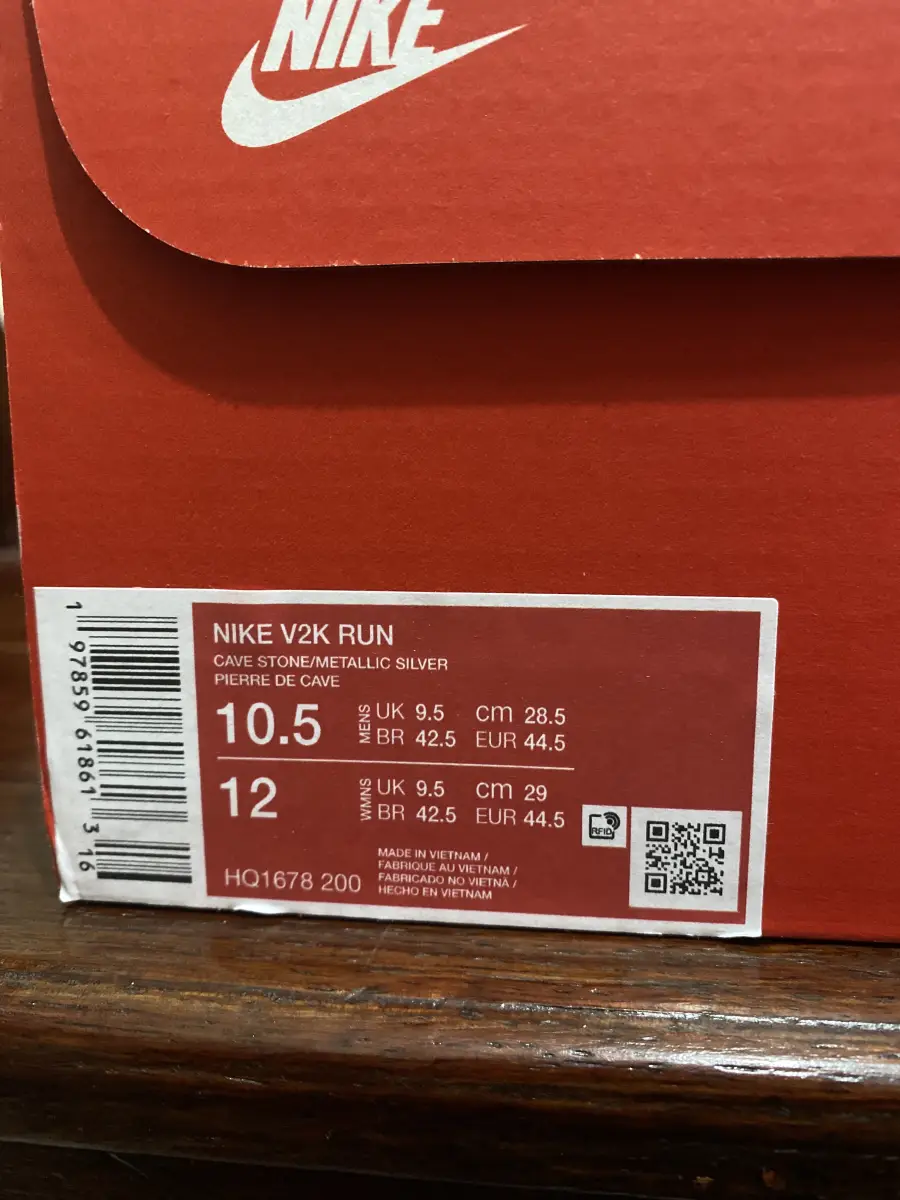 NIKE
NIKE V2K RUN
CAVE STONE/METALLIC SILVER
PIERRE DE CAVE
10.5 MENS UK 9.5 cm 28.5
BR 42.5 EUR 44.5
12 WMNS UK 9.5 cm 29
BR 42.5 EUR 44.5
RFID
HQ1678 200
MADE IN VIETNAM /
FABRIQUE AU VIETNAM /
FABRICADO NO VIETNÃ /
HECHO EN VIETNAM
1 97859 61861 3 16